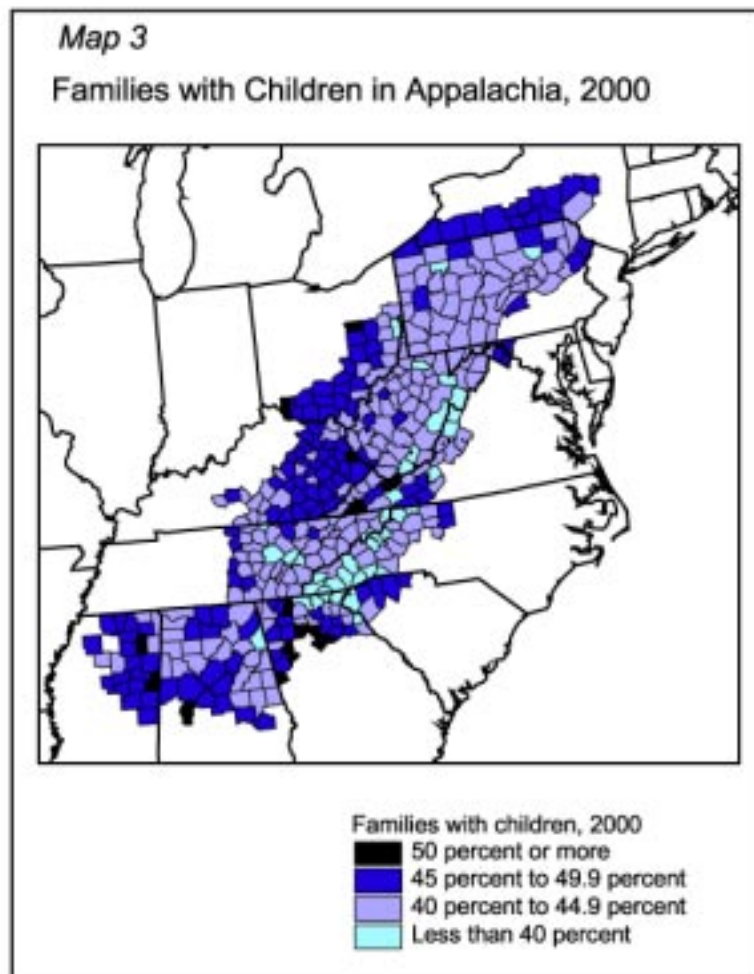 Map 3
Families with Children in Appalachia, 2000
Families with children, 2000
50 percent or more
45 percent to 49.9 percent
40 percent to 44.9 percent
Less than 40 percent